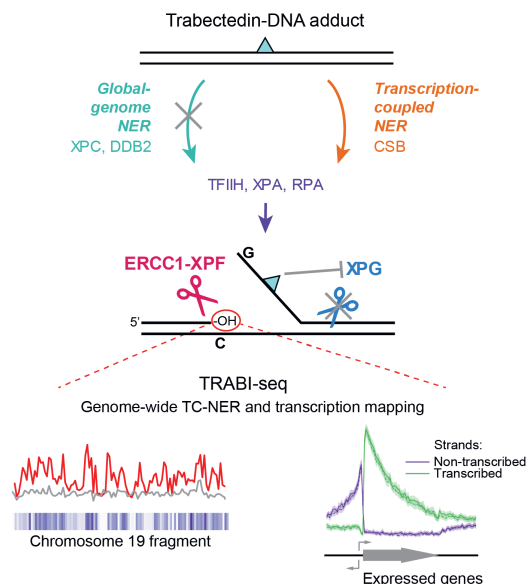 Trabectedin-DNA adduct
Global-
genome
NER
XPC, DDB2
Transcription-
coupled
NER
CSB
TFIIH, XPA, RPA
G
ERCC1-XPF
XPG
5'
-OH
C
TRABI-seq
Genome-wide TC-NER and transcription mapping
Strands:
Non-transcribed
Transcribed
Chromosome 19 fragment
Expressed genes